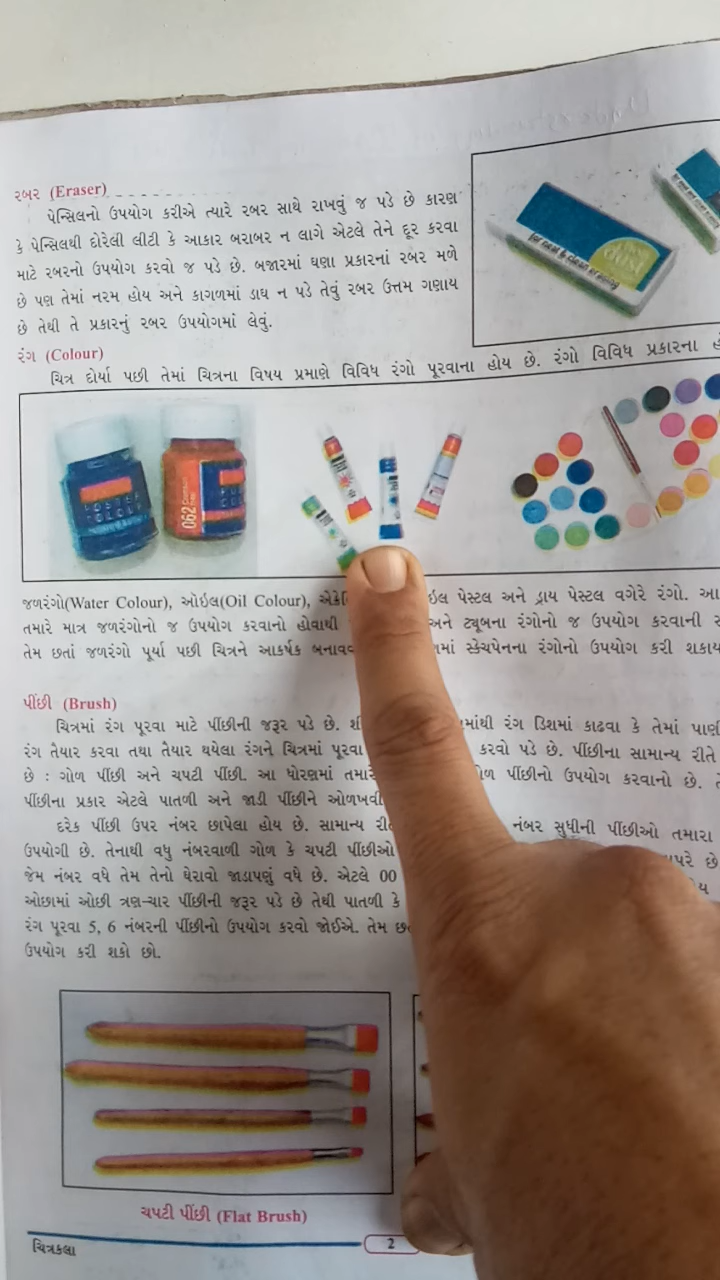 રબર (Eraser)
પેન્સિલનો ઉપયોગ કરીએ ત્યારે રબર સાથે રાખવું જ પડે છે કારણ
કે પેન્સિલથી દોરેલી લીટી કે આકાર બરાબર ન લાગે એટલે તેને દૂર કરવા
માટે રબરનો ઉપયોગ કરવો જ પડે છે. બજારમાં ઘણા પ્રકારનાં રબર મળે
છે પણ તેમાં નરમ હોય અને કાગળમાં ડાઘ ન પડે તેવું રબર ઉત્તમ ગણાય
છે તેથી તે પ્રકારનું રબર ઉપયોગમાં લેવું.
for neat & clean erasing
રંગ (Colour)
ચિત્ર દોર્યા પછી તેમાં ચિત્રના વિષય પ્રમાણે વિવિધ રંગો પૂરવાના હોય છે. રંગો વિવિધ પ્રકારના
POSTER COLOUR
062
જળરંગો(Water Colour), ઓઇલ(Oil Colour), પેસ્ટલ અને ડ્રાય પેસ્ટલ વગેરે રંગો. આ
તમારે માત્ર જળરંગોનો જ ઉપયોગ કરવાનો હોવાથી અને ટ્યૂબના રંગોનો જ ઉપયોગ કરવાની
તેમ છતાં જળરંગો પૂર્યા પછી ચિત્રને સ્કેચપેનના રંગોનો ઉપયોગ કરી
પીંછી (Brush)
ચિત્રમાં રંગ પૂરવા માટે પીંછીની જરૂર પડે છે. રંગ ડિશમાં કાઢવા કે તેમાં
રંગ તૈયાર કરવા તથા તૈયાર થયેલા રંગને ચિત્રમાં પૂરવા કરવો પડે છે. પીંછીના સામાન્ય રીતે
છે : ગોળ પીંછી અને ચપટી પીંછી. આ ધોરણમાં પીંછીનો ઉપયોગ કરવાનો છે.
પીંછીના પ્રકાર એટલે પાતળી અને જાડી પીંછીને
દરેક પીંછી ઉપર નંબર છાપેલા હોય છે. સામાન્ય નંબર સુધીની પીંછીઓ તમારા
ઉપયોગી છે. તેનાથી વધુ નંબરવાળી ગોળ કે ચપટી પીંછીઓ છે
જેમ નંબર વધે તેમ તેનો ઘેરાવો જાડાપણું વધે છે. એટલે 00
ઓછામાં ઓછી ત્રણ-ચાર પીંછીની જરૂર પડે છે તેથી પાતળી કે
રંગ પૂરવા 5, 6 નંબરની પીંછીનો ઉપયોગ કરવો જોઈએ. તેમ
ઉપયોગ કરી શકો છો.
ચપટી પીંછી (Flat Brush)
ચિત્રકલા
2